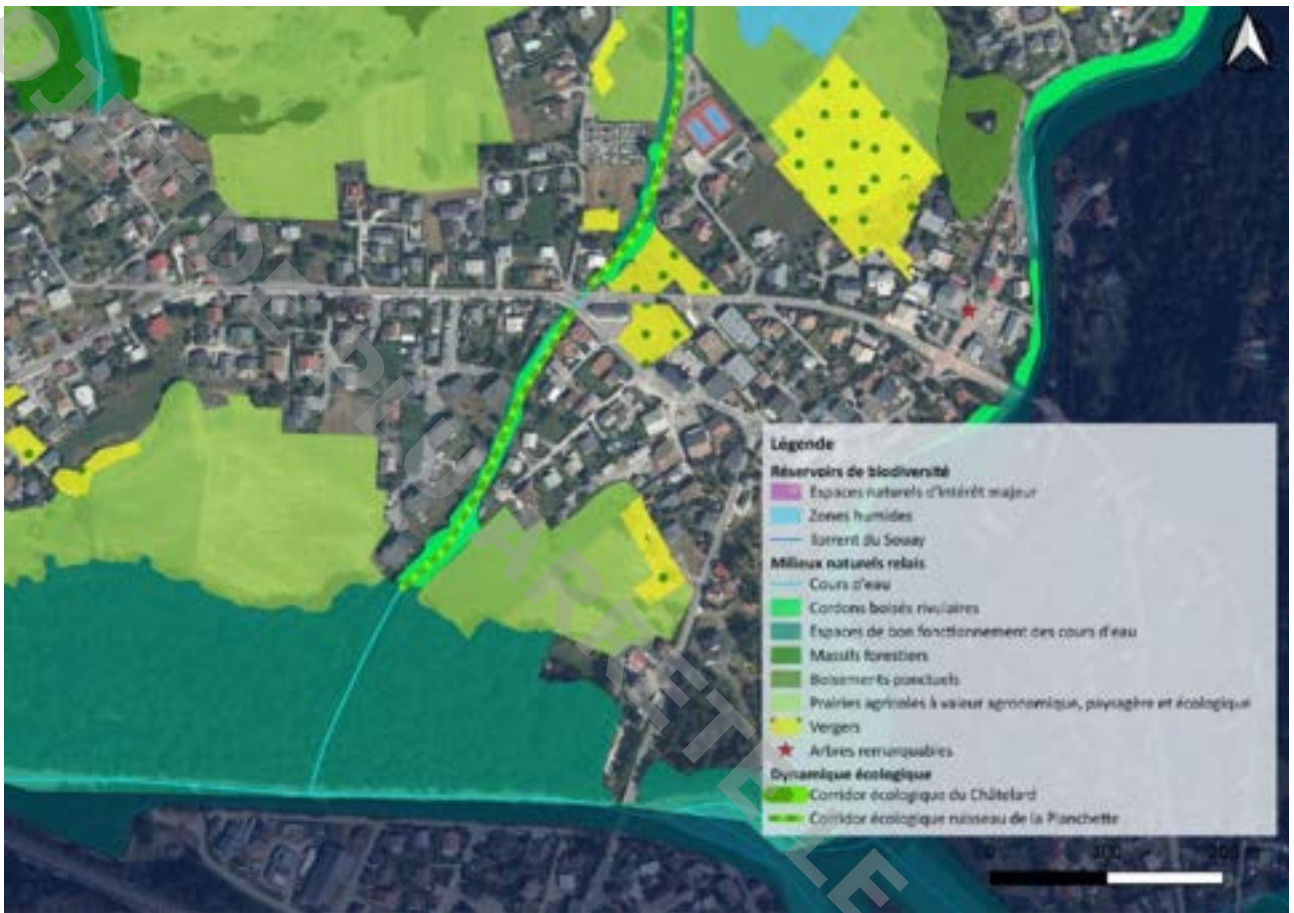 Légende
Réservoirs de biodiversité
Espaces naturels d'intérêt majeur
Zones humides
Torrent du Souay
Milieux naturels relais
Cours d'eau
Cordons boisés rivulaires
Espaces de bon fonctionnement des cours d'eau
Massifs forestiers
Boisements ponctuels
Prairies agricoles à valeur agronomique, paysagère et écologique
Vergers
Arbres remarquables
Dynamique écologique
Corridor écologique du Châtelard
Corridor écologique ruisseau de la Planchette
0 100